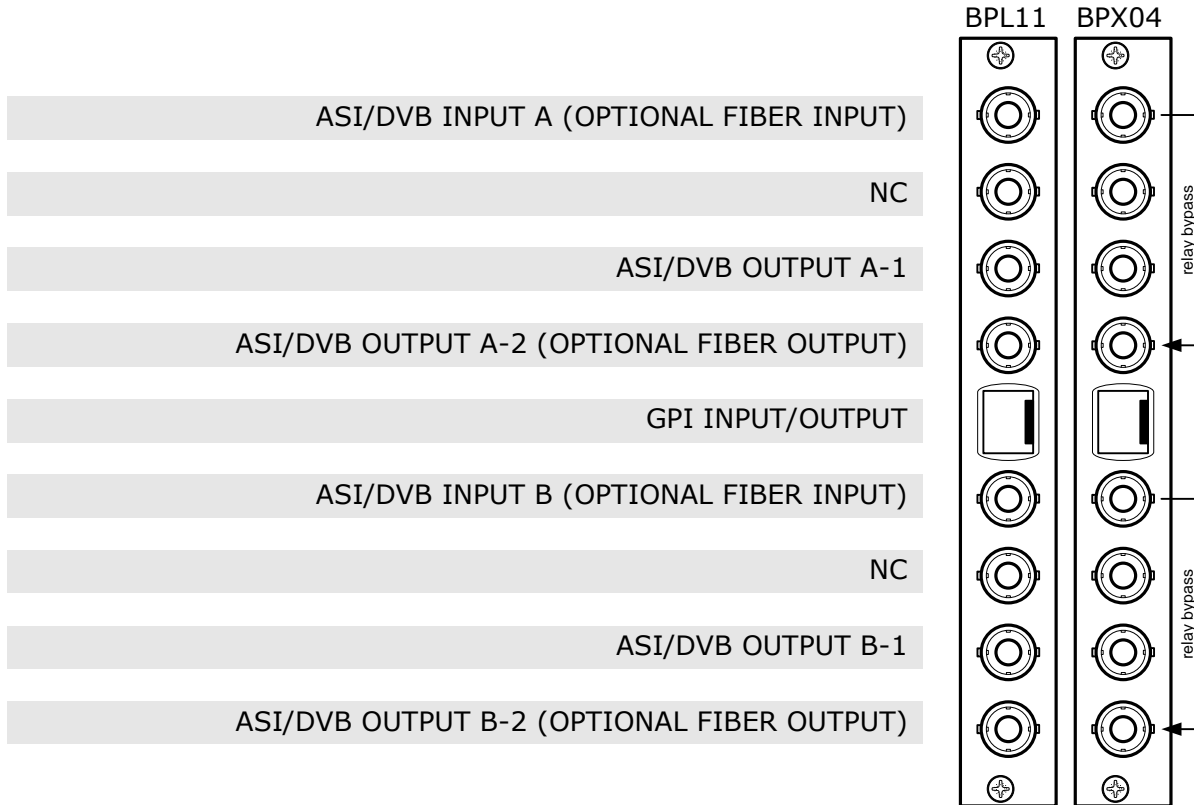 BPL11 BPX04
ASI/DVB INPUT A (OPTIONAL FIBER INPUT)
NC
ASI/DVB OUTPUT A-1
ASI/DVB OUTPUT A-2 (OPTIONAL FIBER OUTPUT)
relay bypass
GPI INPUT/OUTPUT
ASI/DVB INPUT B (OPTIONAL FIBER INPUT)
NC
ASI/DVB OUTPUT B-1
ASI/DVB OUTPUT B-2 (OPTIONAL FIBER OUTPUT)
relay bypass